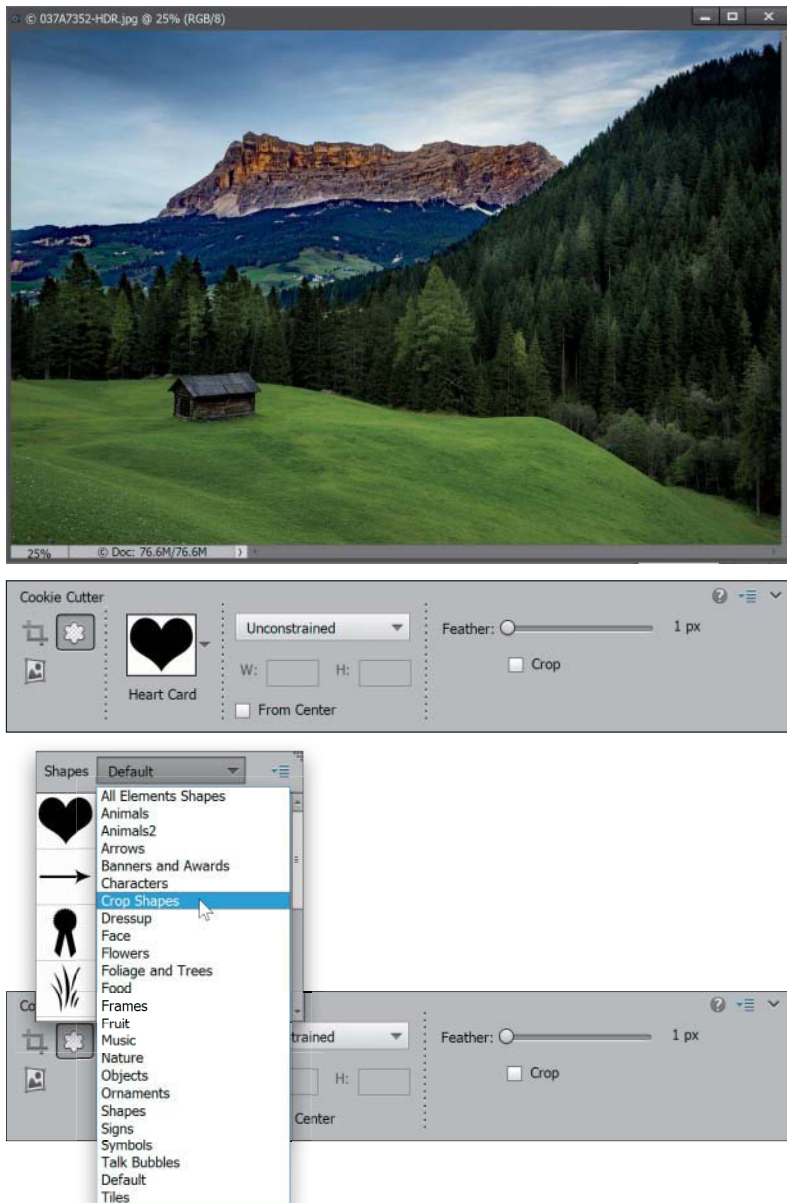 © 037A7352-HDR.jpg @ 25% (RGB/8)
25% © Doc: 76.6M/76.6M
Cookie Cutter
Heart Card
Unconstrained
W: H:
From Center
Feather: 1 px
Crop
Shapes Default
All Elements Shapes
Animals
Animals2
Arrows
Banners and Awards
Characters
Crop Shapes
Dressup
Face
Flowers
Foliage and Trees
Food
Frames
Fruit
Music
Nature
Objects
Ornaments
Shapes
Signs
Symbols
Talk Bubbles
Default
Tiles
Co
trained
H:
Center
Feather: 1 px
Crop